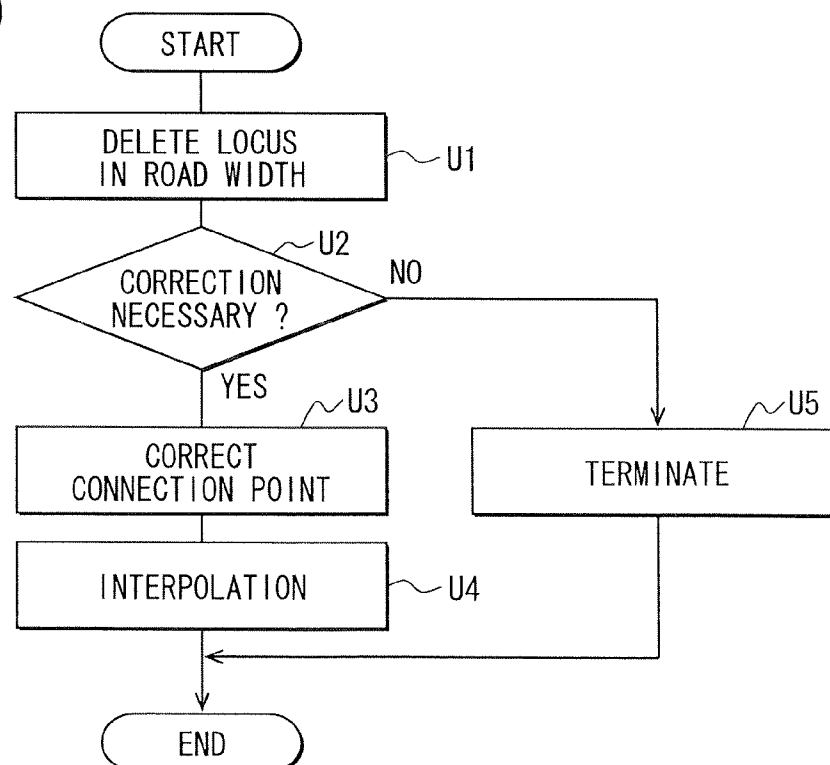 )
START
DELETE LOCUS
IN ROAD WIDTH
U1
U2
CORRECTION
NECESSARY ?
NO
YES
U3
CORRECT
CONNECTION POINT
U5
TERMINATE
INTERPOLATION
U4
END